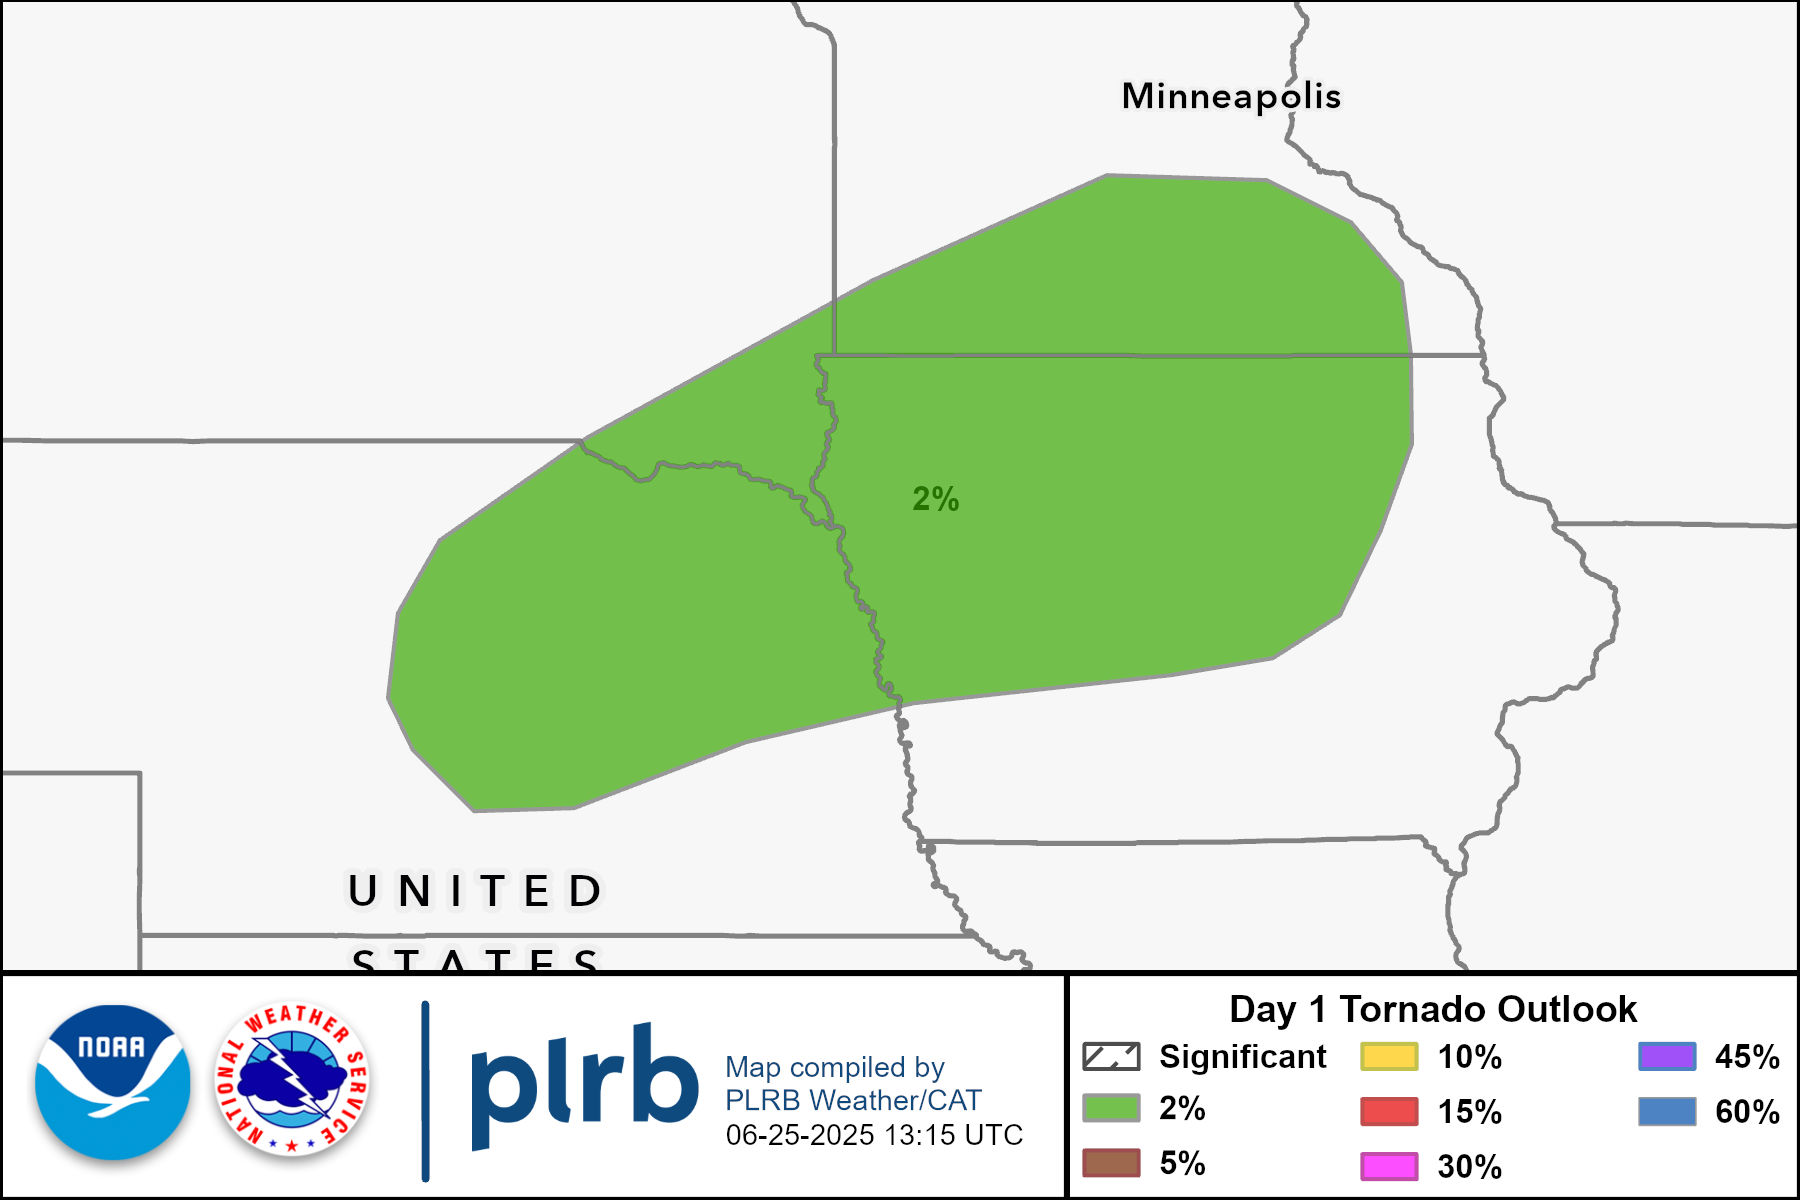 Minneapolis
2%
UNITED
STATES
NOAA
NATIONAL WEATHER SERVICE
plrb
Map compiled by
PLRB Weather/CAT
06-25-2025 13:15 UTC
Day 1 Tornado Outlook
Significant
2%
5%
10%
15%
30%
45%
60%